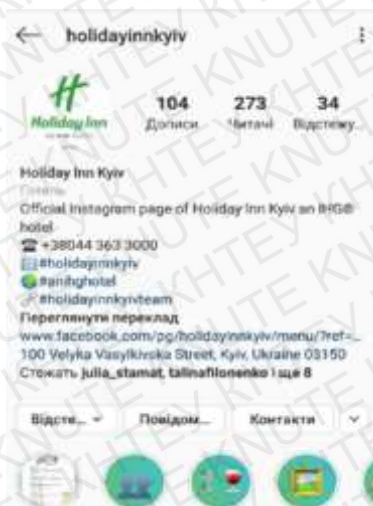 holidayinnkyiv
Holiday Inn
104 273 34
Дописи Читачі Відстежу...
Holiday Inn Kyiv
Готель
Official Instagram page of Holiday Inn Kyiv an IHG®
hotel
+38044 363 3000
#holidayinnkyiv
#anihghotel
#holidayinnkyivteam
Переглянути переклад
www.facebook.com/pg/holidayinnkyiv/menu/?ref=...
100 Velyka Vasylkivska Street, Kyiv, Ukraine 03150
Стежать julia_stamat, talinafilonenko і ще 8
Відсте... Повідом... Контакти